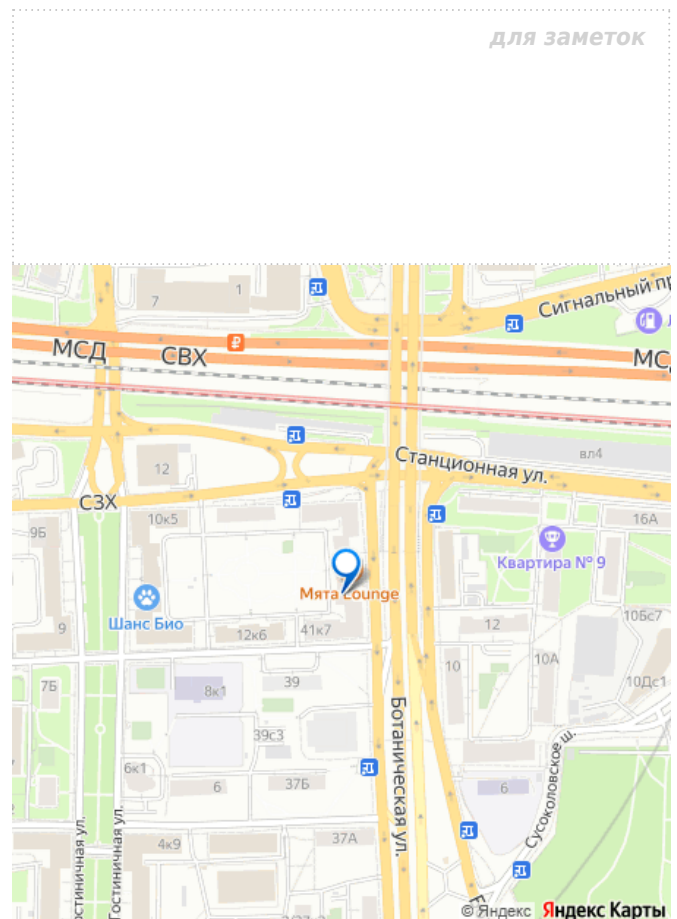 для заметок
7
1
Сигнальный пр
МСД
СВХ
МСД
Станционная ул.
вл4
12
СЗХ
10к5
9Б
16А
Квартира № 9
Мята Lounge
Шанс Био
9
12к6
41к7
12
10Бс7
7Б
8к1
39
10
10А
10Дс1
39с3
Ботаническая ул.
6к1
6
37Б
6
Сусоколовское ш.
4к9
37А
Гостиничная ул.
© Яндекс Яндекс Карты